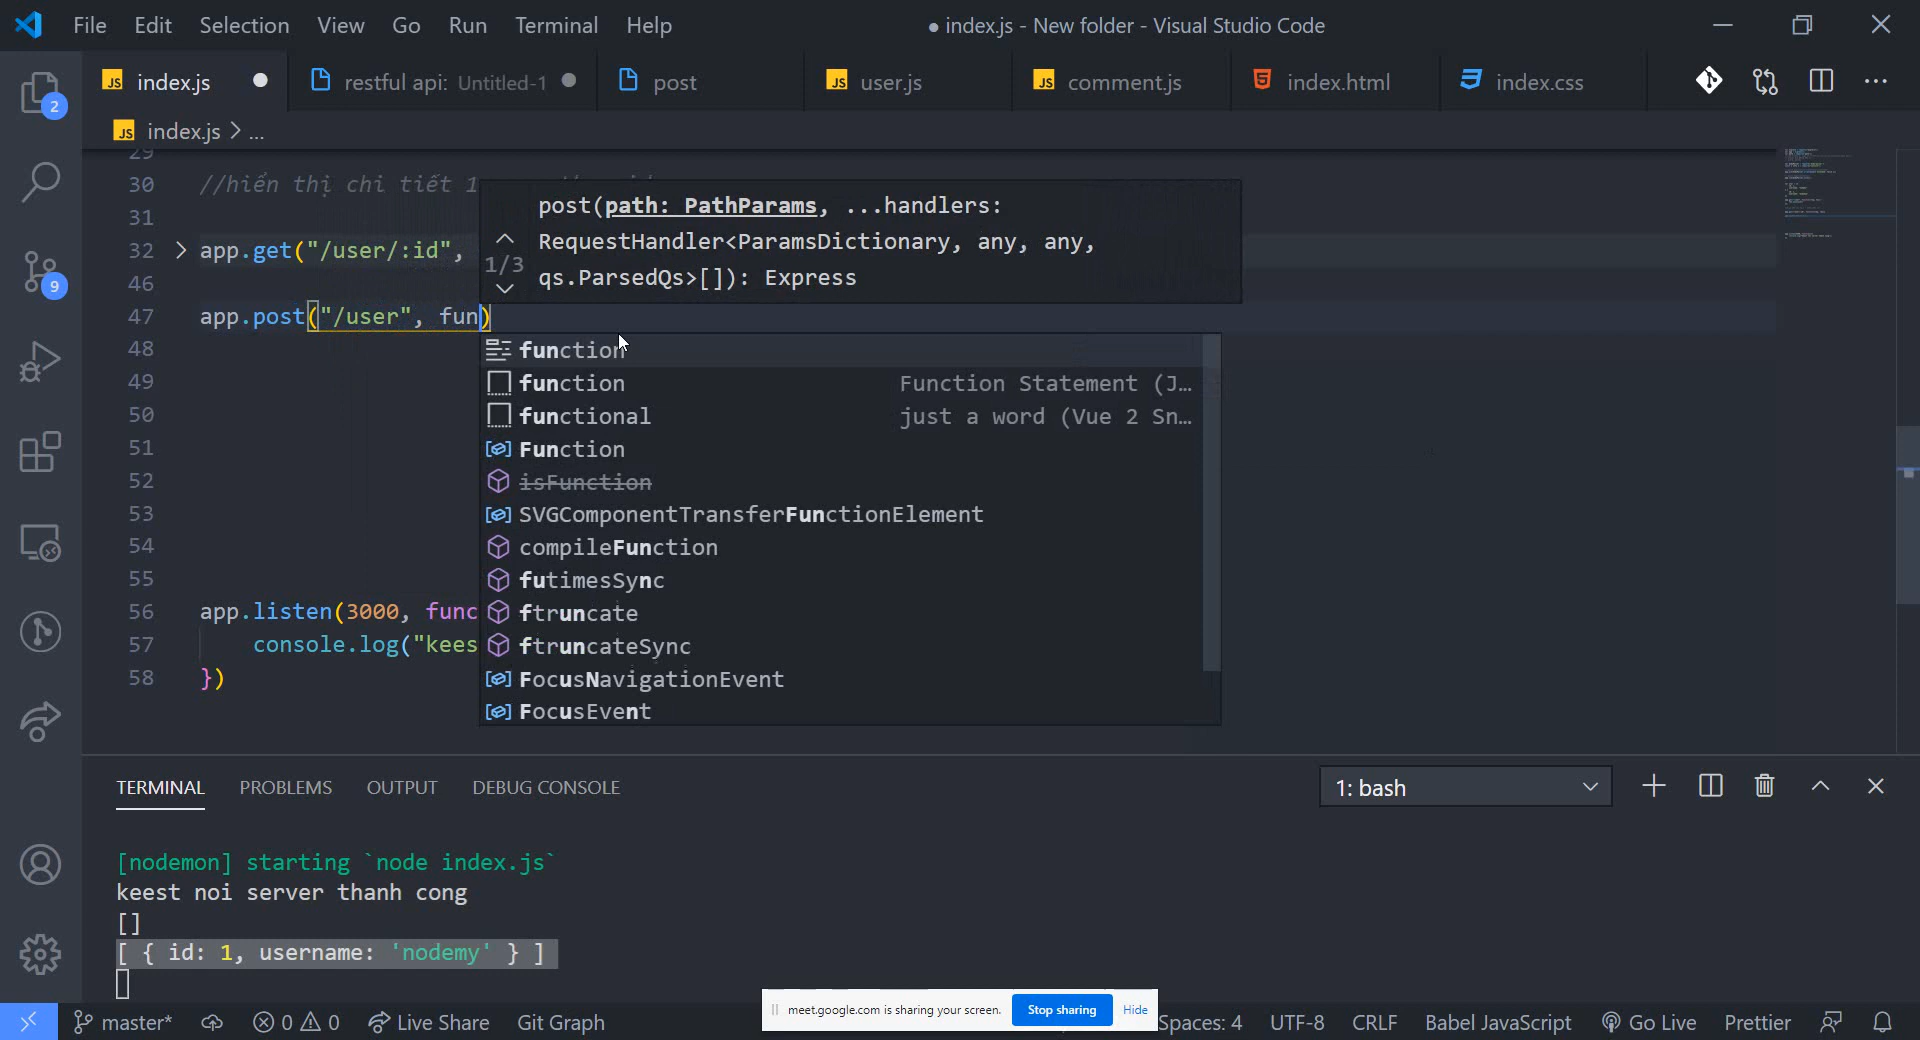 File Edit Selection View Go Run Terminal Help
● index.js - New folder - Visual Studio Code
2
9
JS index.js
restful api: Untitled-1
post
JS user.js
JS comment.js
index.html
index.css
JS index.js > ...
29
30 //hiển thị chi tiết 1
31
32 > app.get("/user/:id",
46
47 app.post("/user", fun)
48
49
50
51
52
53
54
55
56 app.listen(3000, func
57 console.log("kees
58 })
post(path: PathParams, ...handlers:
RequestHandler<ParamsDictionary, any, any,
1/3
qs.ParsedQs>[]): Express
function
function Function Statement (J…
functional just a word (Vue 2 Sn…
Function
isFunction
SVGComponentTransferFunctionElement
compileFunction
futimesSync
ftruncate
ftruncateSync
FocusNavigationEvent
FocusEvent
TERMINAL PROBLEMS OUTPUT DEBUG CONSOLE
1: bash
[nodemon] starting `node index.js`
keest noi server thanh cong
[]
[ { id: 1, username: 'nodemy' } ]
meet.google.com is sharing your screen. Stop sharing Hide
master* 0 0 Live Share Git Graph
Spaces: 4 UTF-8 CRLF Babel JavaScript Go Live Prettier